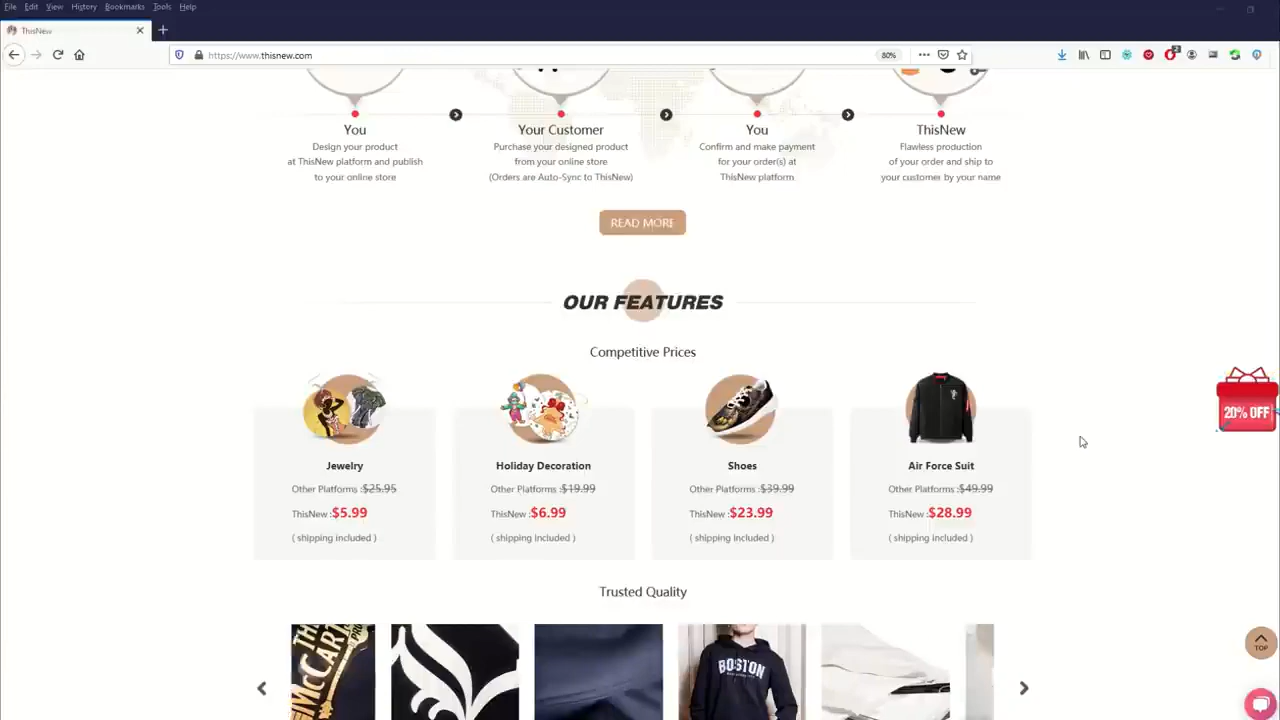 File Edit View History Bookmarks Tools Help
ThisNew
https://www.thisnew.com
80%
2
You
Your Customer
You
ThisNew
Design your product
at ThisNew platform and publish
to your online store
Purchase your designed product
from your online store
(Orders are Auto-Sync to ThisNew)
Confirm and make payment
for your order(s) at
ThisNew platform
Flawless production
of your order and ship to
your customer by your name
READ MORE
OUR FEATURES
Competitive Prices
Jewelry
Other Platforms :$25.95
ThisNew :$5.99
( shipping included )
Holiday Decoration
Other Platforms :$19.99
ThisNew :$6.99
( shipping included )
Shoes
Other Platforms :$39.99
ThisNew :$23.99
( shipping included )
Air Force Suit
Other Platforms :$49.99
ThisNew :$28.99
( shipping included )
20% OFF
Trusted Quality
McCART
BOSTON
TOP